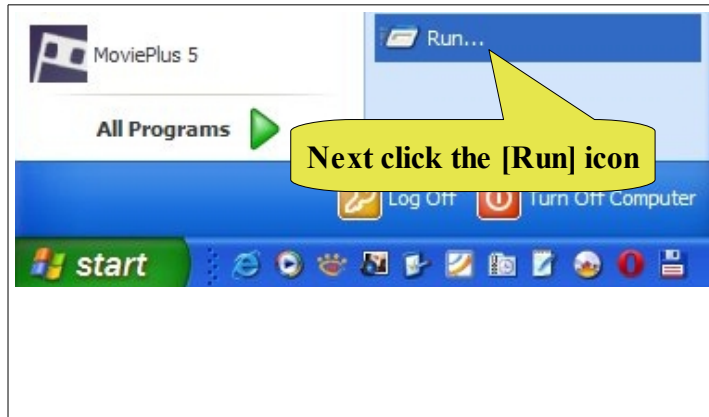 MoviePlus 5
Run...
All Programs
Next click the [Run] icon
Log Off
Turn Off Computer
start